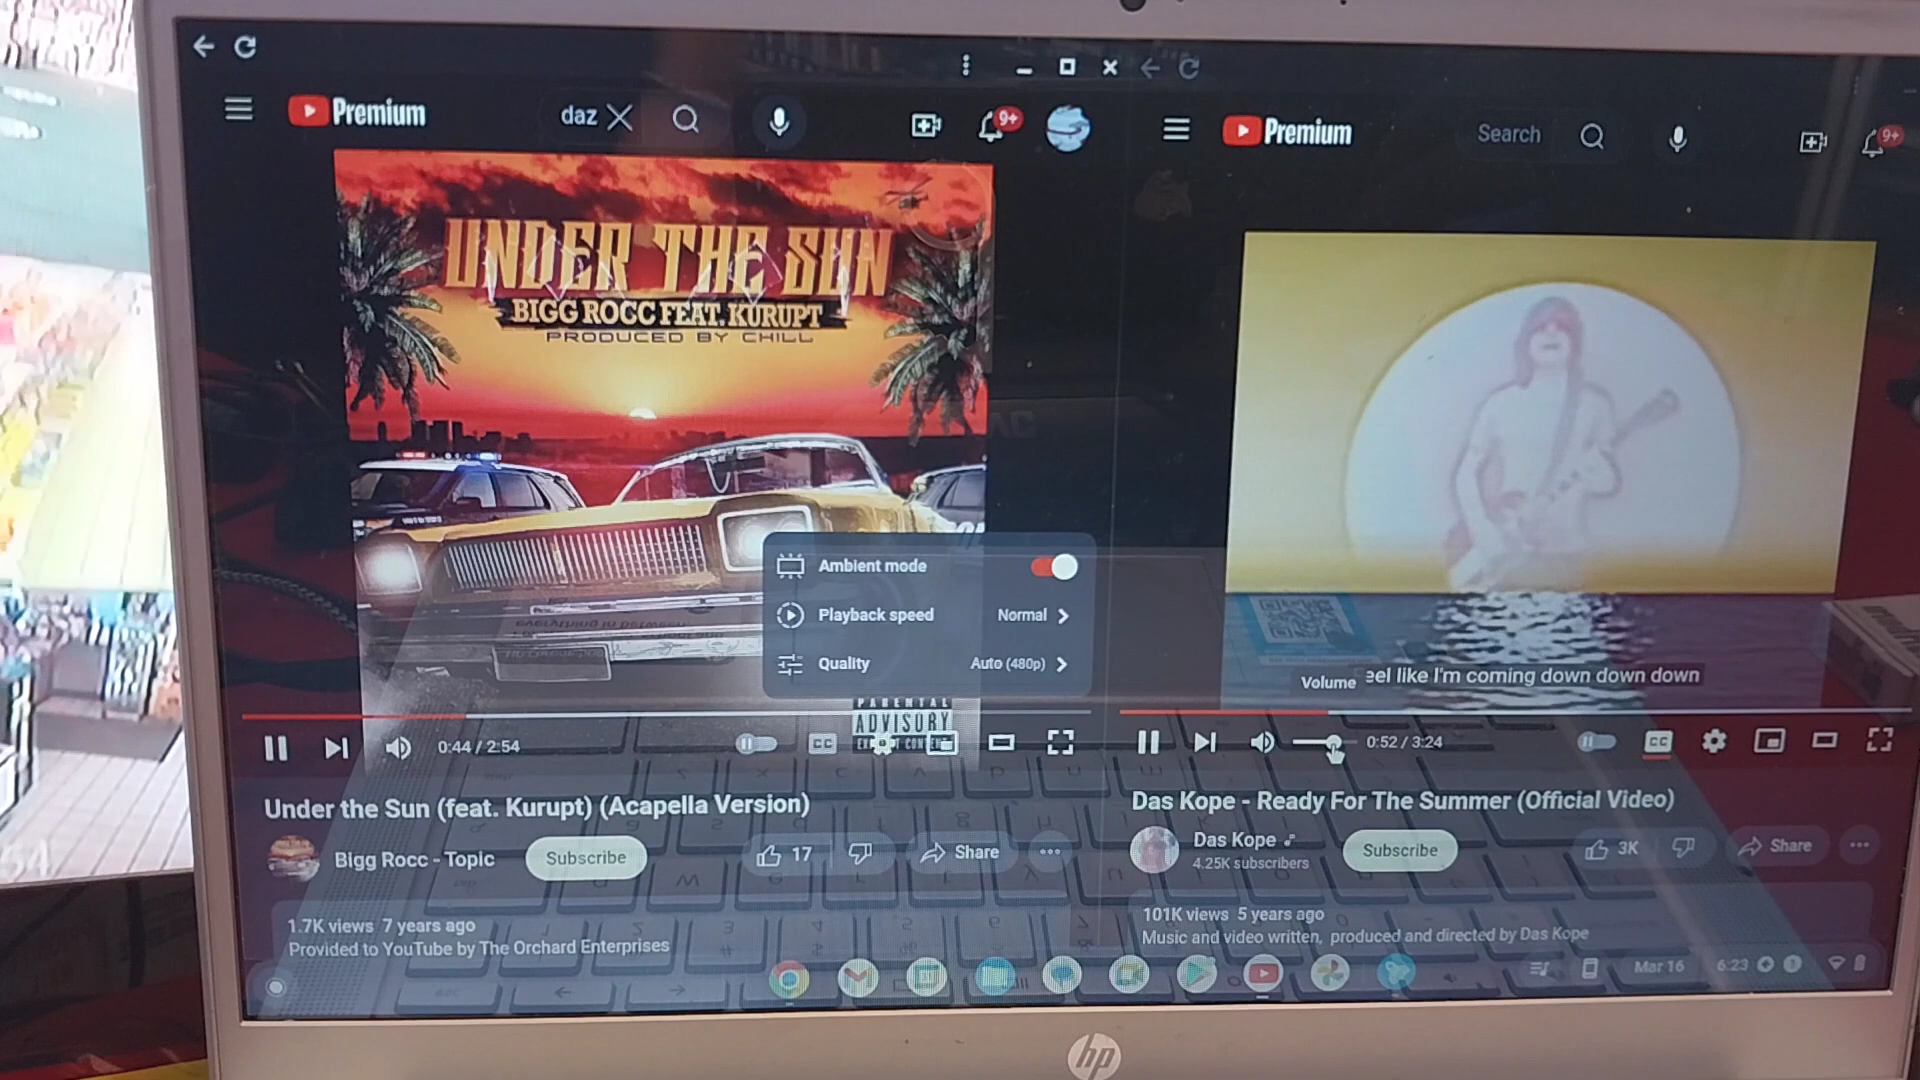 Premium
daz
9+
Premium
Search
9+
UNDER THE SUN
BIGG ROCC FEAT. KURUPT
PRODUCED BY CHILL
Ambient mode
Playback speed Normal
Quality Auto (480p)
PARENTAL
ADVISORY
0:44 / 2:54
CC
Under the Sun (feat. Kurupt) (Acapella Version)
Bigg Rocc - Topic
Subscribe
17
Share
1.7K views 7 years ago
Provided to YouTube by The Orchard Enterprises
Volume
eel like I'm coming down down down
0:52 / 3:24
CC
Das Kope - Ready For The Summer (Official Video)
Das Kope
4.25K subscribers
Subscribe
3K
Share
101K views 5 years ago
Music and video written, produced and directed by Das Kope
Mar 16
6:23
hp